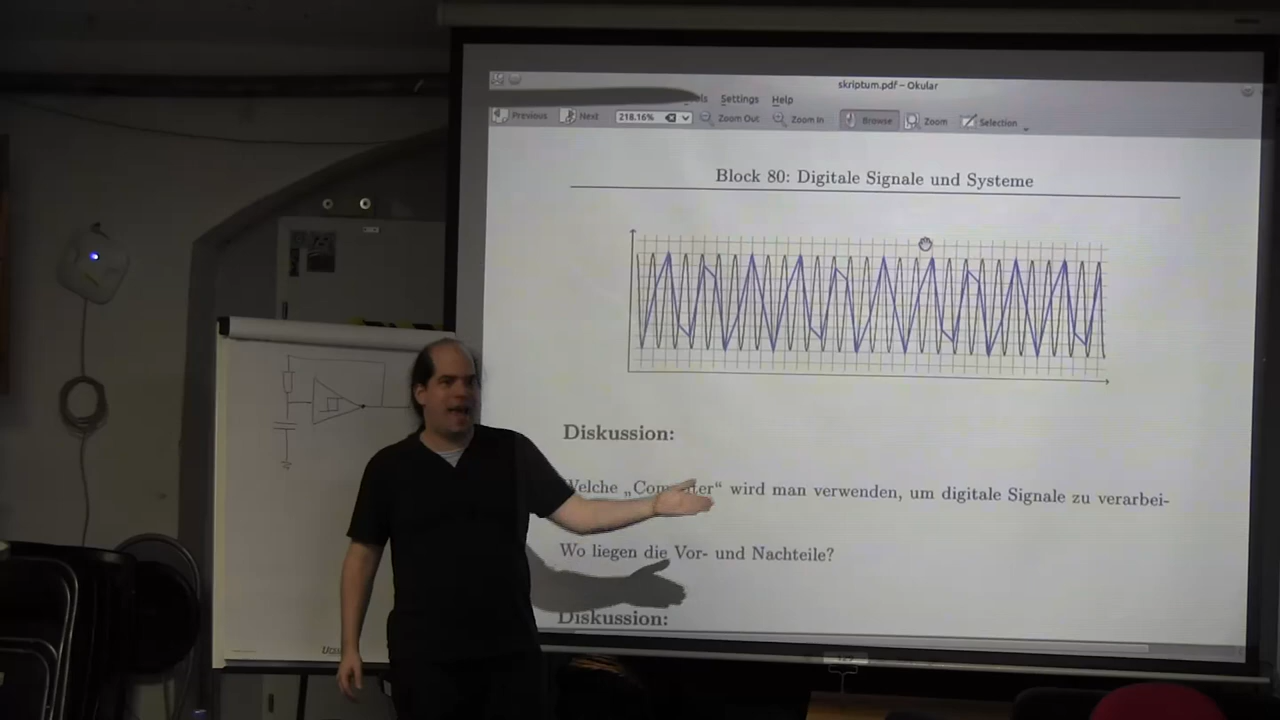 skriptum.pdf – Okular
Settings Help
Previous Next 218.16% Zoom Out Zoom In Browse Zoom Selection
Block 80: Digitale Signale und Systeme
Diskussion:
„ “ wird man verwenden, um digitale Signale zu verarbei-
Wo liegen die Vor- und Nachteile?
Diskussion: